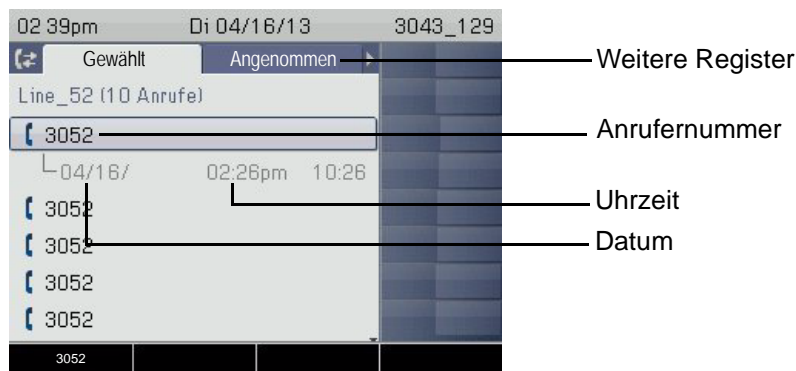 02 39pm Di 04/16/13 3043_129
Gewählt Angenommen Weitere Register
Line_52 (10 Anrufe)
3052 Anrufernummer
04/16/ 02:26pm 10:26
3052 Uhrzeit
3052 Datum
3052
3052
3052